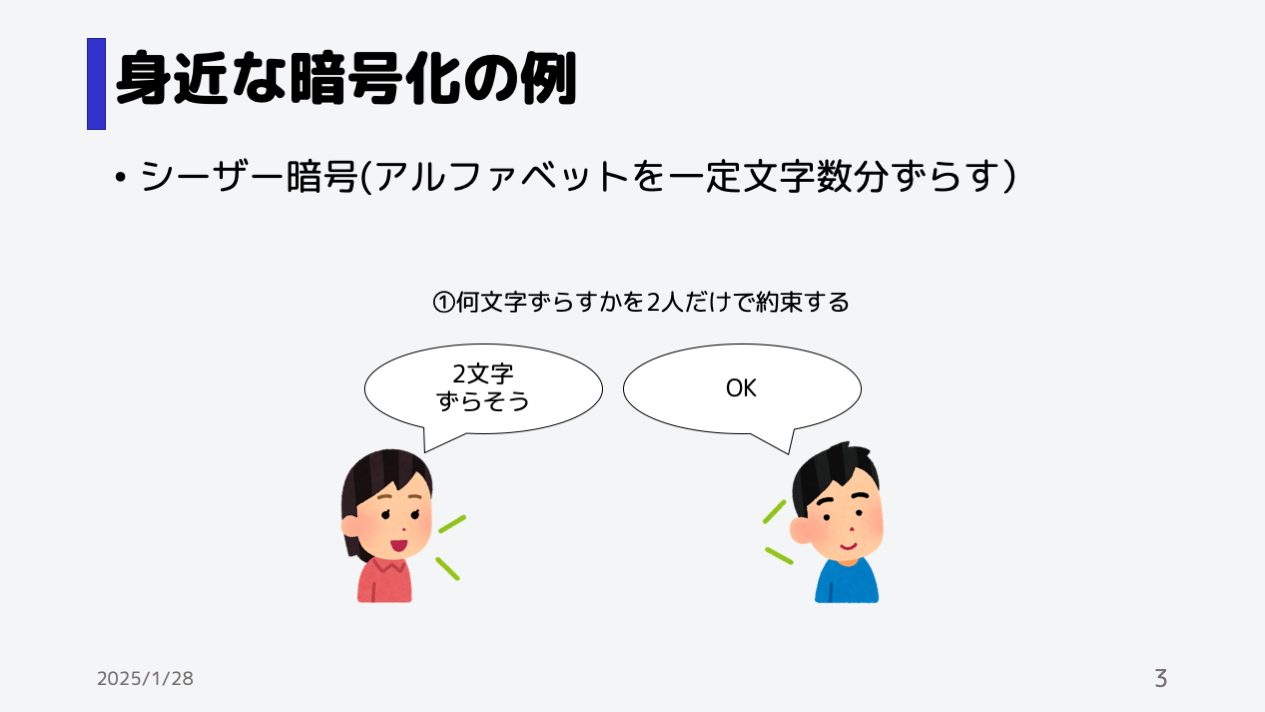 身近な暗号化の例
• シーザー暗号(アルファベットを一定文字数分ずらす）
①何文字ずらすかを2人だけで約束する
2文字
ずらそう
OK
2025/1/28
3